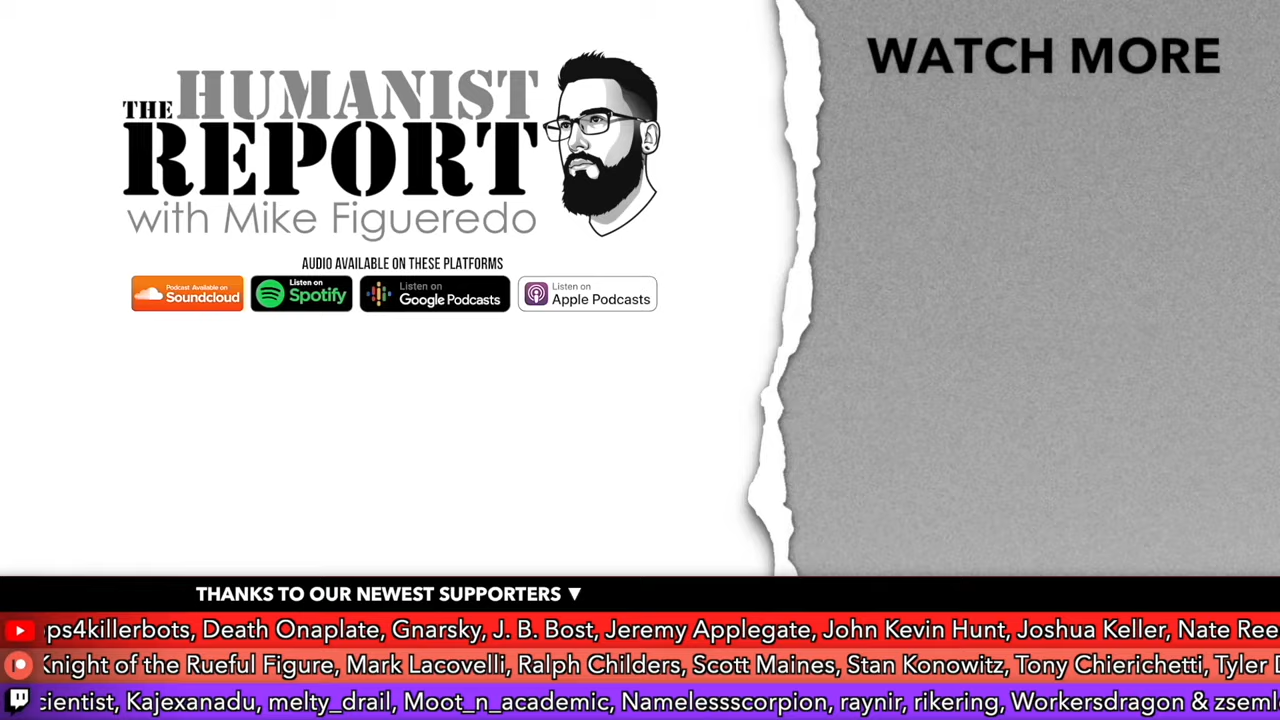 THE HUMANIST
REPORT
with Mike Figueredo
AUDIO AVAILABLE ON THESE PLATFORMS
Podcast Available on
Soundcloud
Listen on
Spotify
Listen on
Google Podcasts
Listen on
Apple Podcasts
WATCH MORE
THANKS TO OUR NEWEST SUPPORTERS ▼
ps4killerbots, Death Onaplate, Gnarsky, J. B. Bost, Jeremy Applegate, John Kevin Hunt, Joshua Keller, Nate Ree
Knight of the Rueful Figure, Mark Lacovelli, Ralph Childers, Scott Maines, Stan Konowitz, Tony Chierichetti, Tyler
cientist, Kajexanadu, melty_drail, Moot_n_academic, Namelessscorpion, raynir, rikering, Workersdragon & zseml